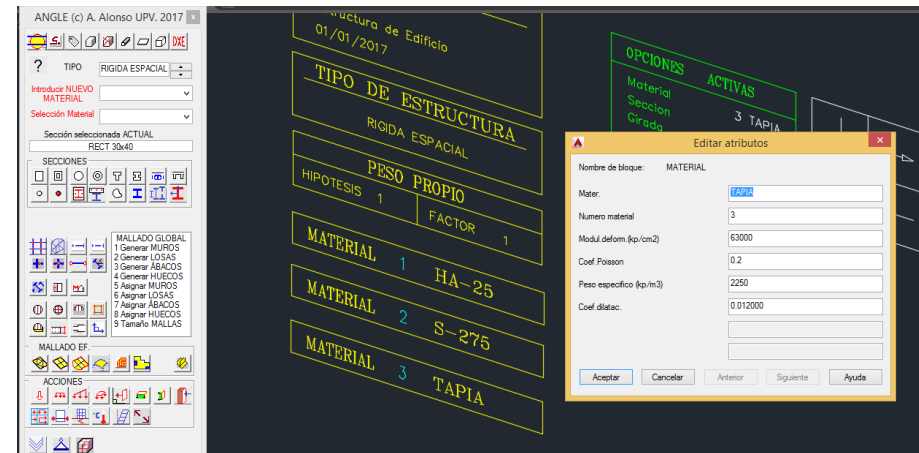 ANGLE (c) A. Alonso UPV. 2017
DXE
? TIPO RIGIDA ESPACIAL
Introducir NUEVO
MATERIAL
Selección Material
Sección seleccionada ACTUAL
RECT 30x40
SECCIONES
MALLADO GLOBAL
1 Generar MUROS
2 Generar LOSAS
3 Generar ÁBACOS
4 Generar HUECOS
5 Asignar MUROS
6 Asignar LOSAS
7 Asignar ÁBACOS
8 Asignar HUECOS
9 Tamaño MALLAS
MALLADO EF.
ACCIONES
de Edificio
01/01/2017
TIPO DE ESTRUCTURA
RIGIDA ESPACIAL
PESO PROPIO
HIPOTESIS 1
FACTOR 1
MATERIAL 1 HA-25
MATERIAL 2 S-275
MATERIAL 3 TAPIA
OPCIONES ACTIVAS
Material 3 TAPIA
Seccion
Girada
Editar atributos
Nombre de bloque: MATERIAL
Mater. TAPIA
Numero material 3
Modul.deform.(kp/cm2) 63000
Coef.Poisson 0.2
Peso especifico (kp/m3) 2250
Coef.dilatac. 0.012000
Aceptar Cancelar Anterior Siguiente Ayuda